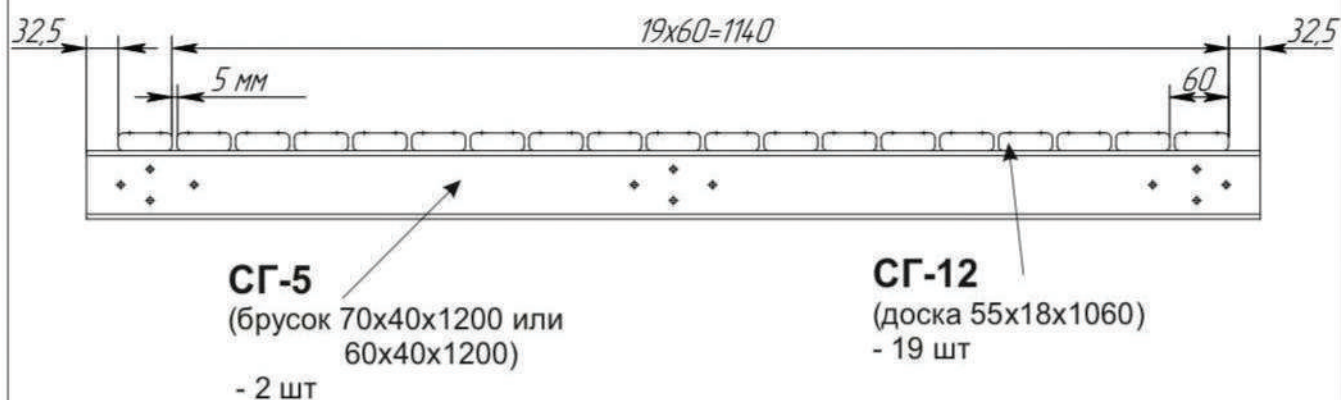 32,5
19х60=1140
32,5
5 мм
60
СГ-5
(брусок 70х40х1200 или
60х40х1200)
- 2 шт
СГ-12
(доска 55х18х1060)
- 19 шт